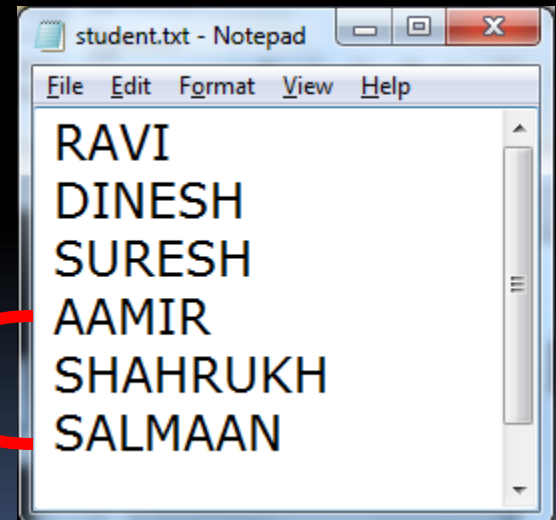 student.txt - Notepad
File Edit Format View Help
RAVI
DINESH
SURESH
AAMIR
SHAHRUKH
SALMAAN